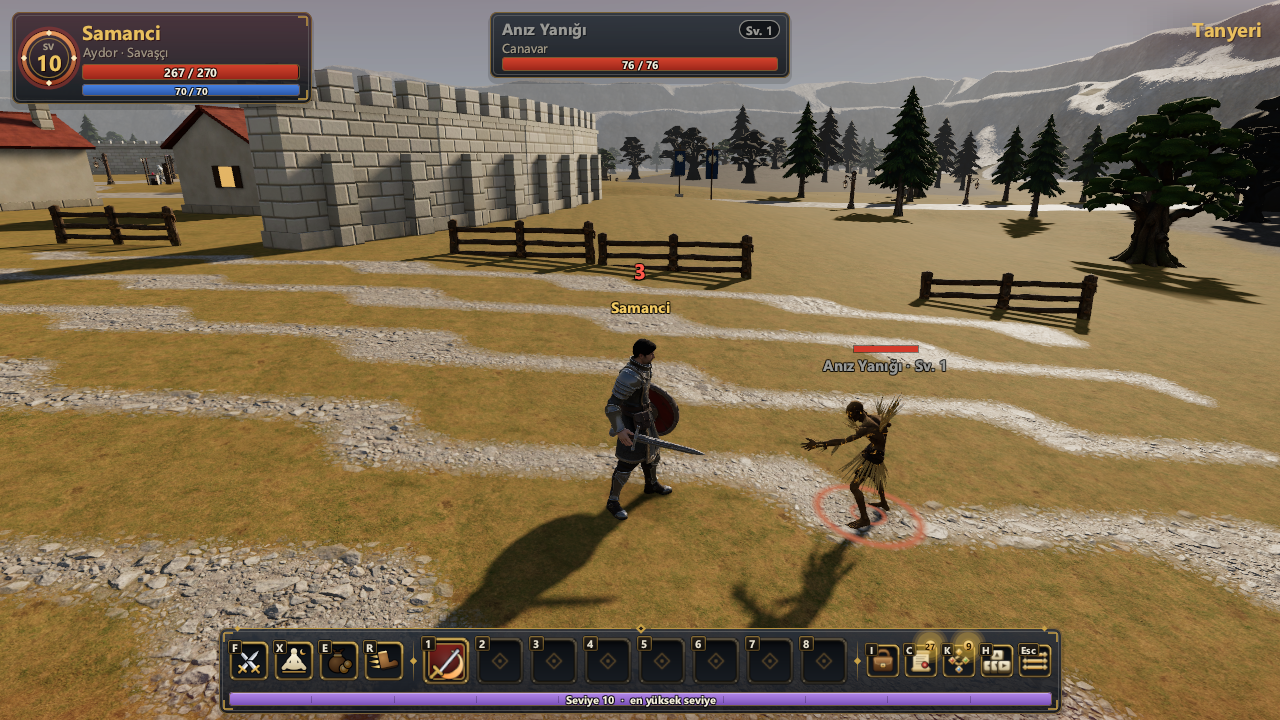 SV
10
Samanci
Aydor · Savaşçı
267 / 270
70 / 70
Anız Yanığı
Sv. 1
Canavar
76 / 76
Tanyeri
3
Samanci
Anız Yanığı · Sv. 1
F
X
E
R
1
2
3
4
5
6
7
8
I
C
27
K
9
H
A
Esc
Seviye 10 · en yüksek seviye